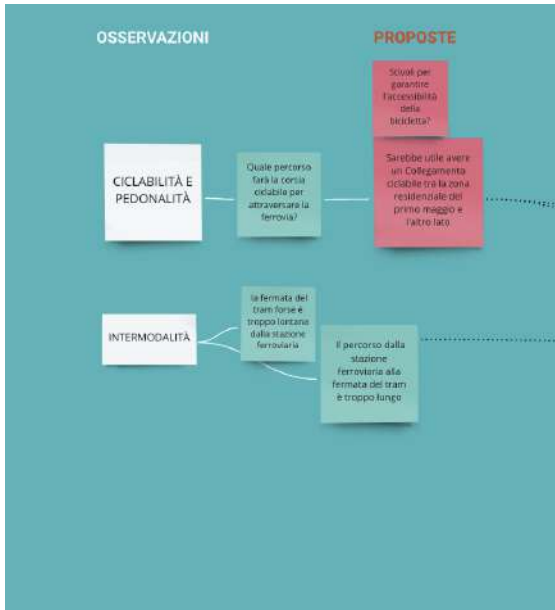 OSSERVAZIONI
PROPOSTE
Scivoli per
garantire
l'accessibilità
della
bicicletta?
CICLABILITÀ E
PEDONALITÀ
Quale percorso
farà la corsia
ciclabile per
attraversare la
ferrovia?
Sarebbe utile avere
un Collegamento
ciclabile tra la zona
residenziale del
primo maggio e
l'altro lato.
INTERMODALITÀ
la fermata del
tram forse è
troppo lontana
dalla stazione
ferroviaria
Il percorso dalla
stazione
ferroviaria alla
fermata del tram
è troppo lungo